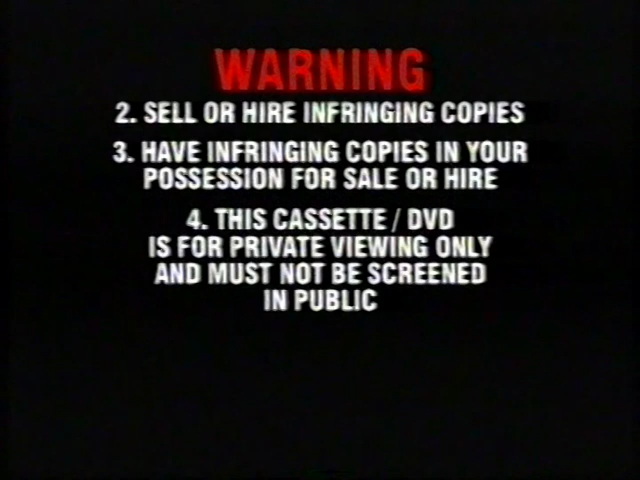 WARNING
2. SELL OR HIRE INFRINGING COPIES
3. HAVE INFRINGING COPIES IN YOUR
POSSESSION FOR SALE OR HIRE
4. THIS CASSETTE / DVD
IS FOR PRIVATE VIEWING ONLY
AND MUST NOT BE SCREENED
IN PUBLIC